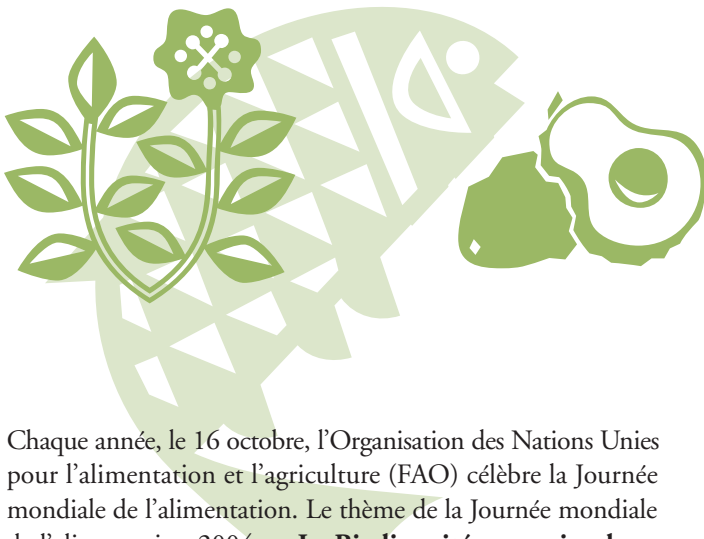 Chaque année, le 16 octobre, l’Organisation des Nations Unies
pour l’alimentation et l’agriculture (FAO) célèbre la Journée
mondiale de l’alimentation. Le thème de la Journée mondiale